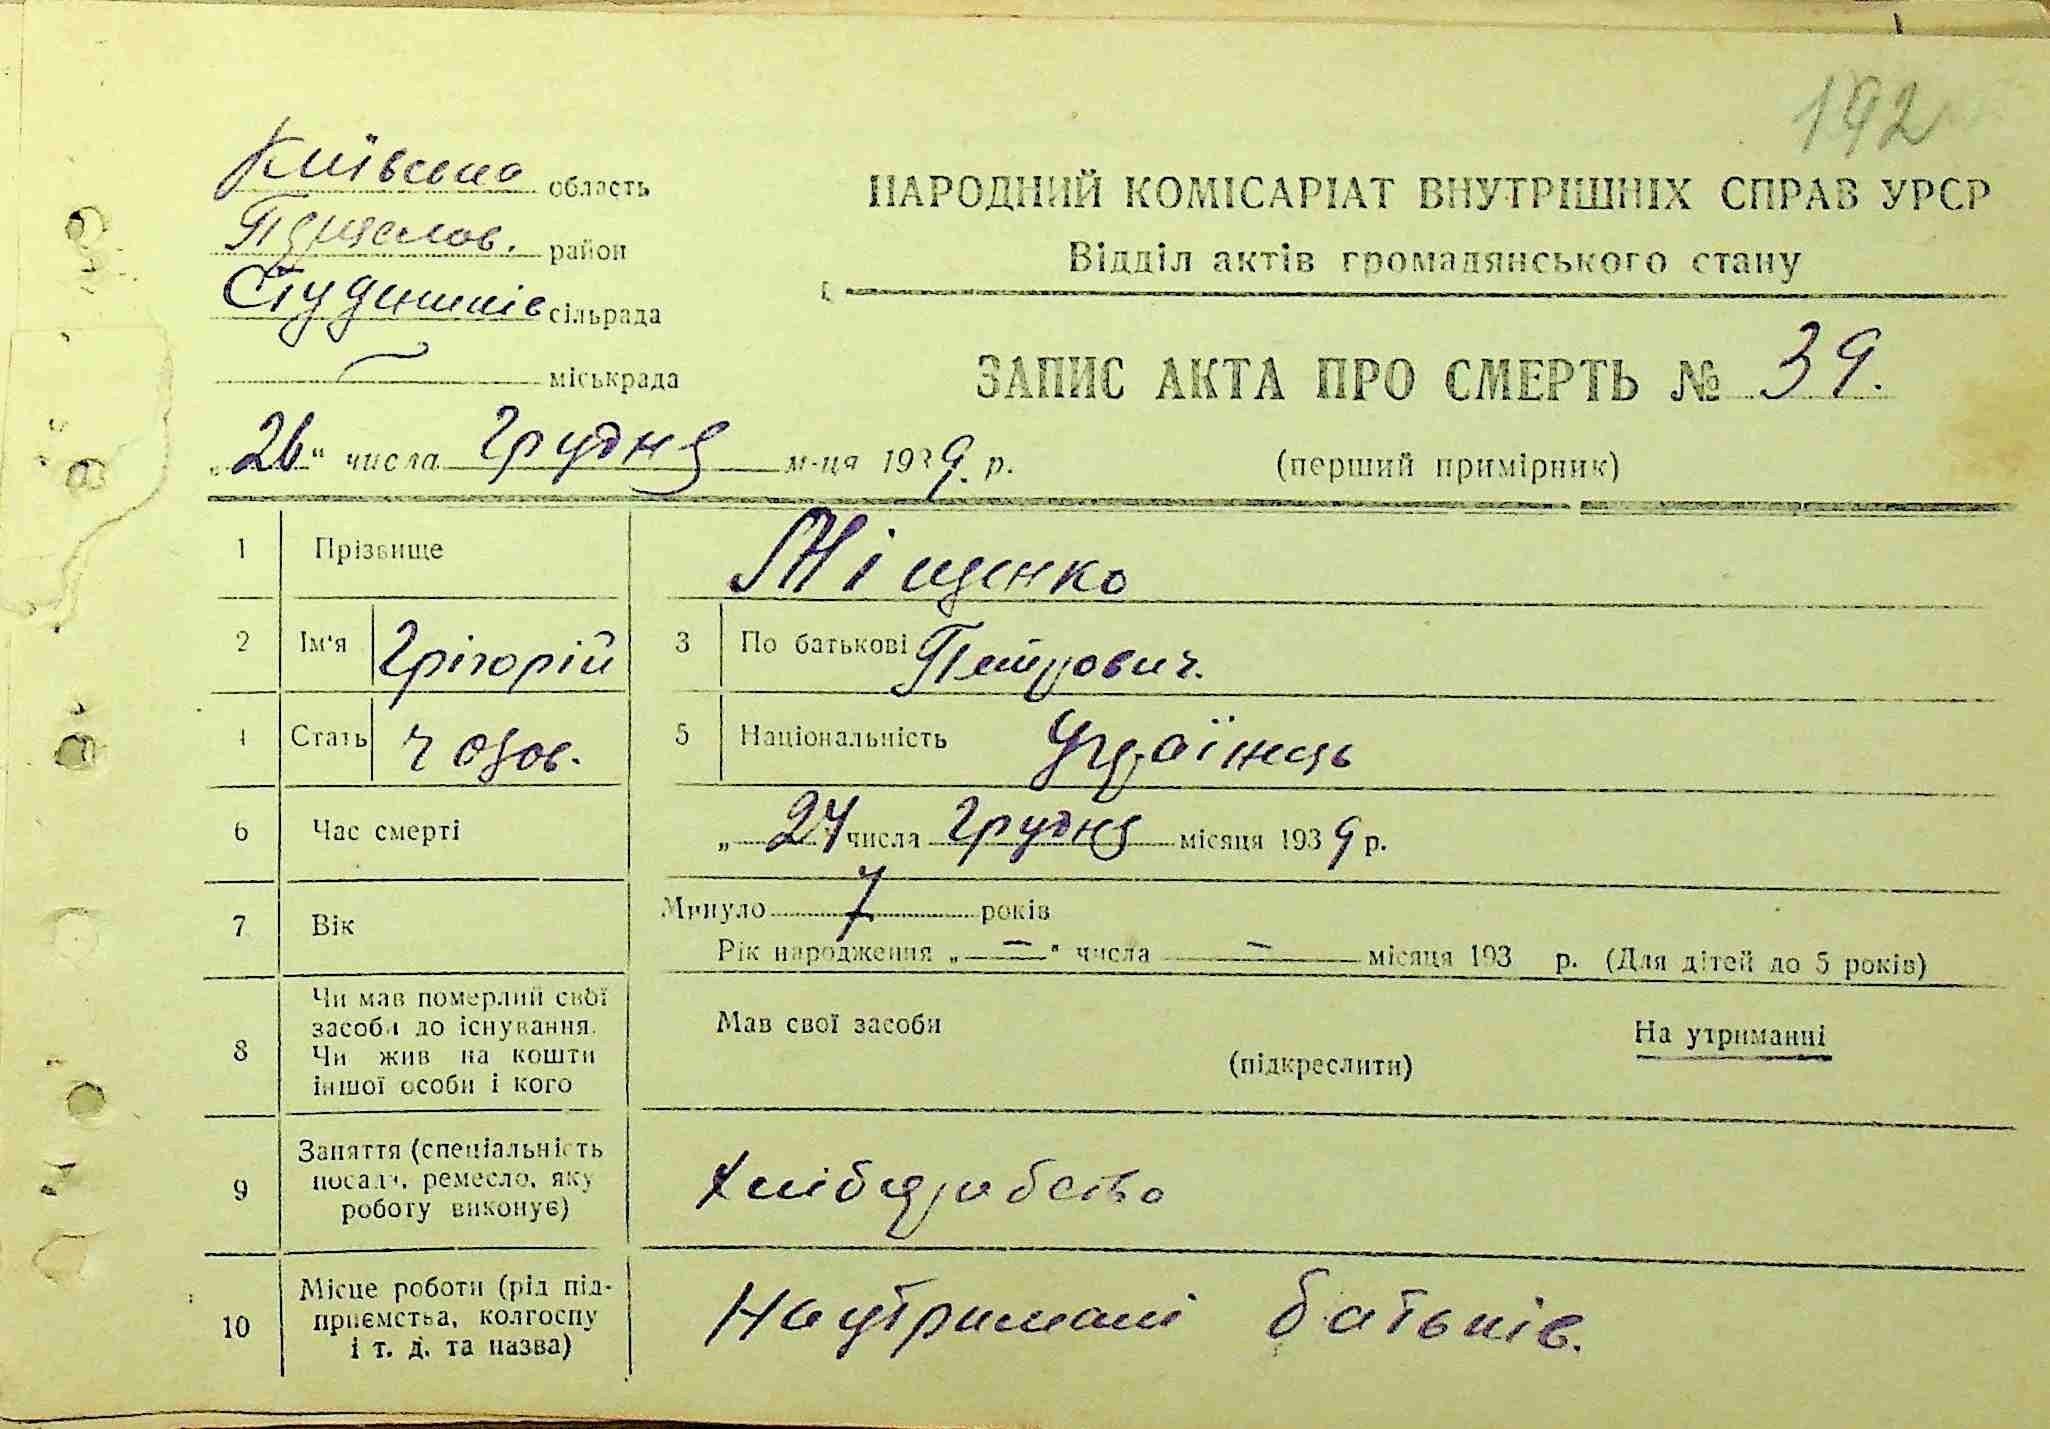 192
Київська область
район
Студеників сільрада
міськрада
НАРОДНИЙ КОМІСАРІАТ ВНУТРІШНІХ СПРАВ УРСР
Відділ актів громадянського стану
ЗАПИС АКТА ПРО СМЕРТЬ № 39.
„26“ числа Грудня м-ця 1939. р.
(перший примірник)
1 Прізвище Міщенко
2 Ім'я Грігорій 3 По батькові Петрович.
4 Стать чолов. 5 Національність Українець
6 Час смерті „24 числа Грудня місяця 1939 р.
7 Вік Минуло 7 років
Рік народження „—“ числа — місяця 193 р. (Для дітей до 5 років)
8 Чи мав померлий свої
засоби до існування.
Чи жив на кошти
іншої особи і кого
Мав свої засоби
(підкреслити)
На утриманні
9 Заняття (спеціальність
посада, ремесло, яку
роботу виконує)
Хліборобство
10 Місце роботи (рід під-
приємства, колгоспу
і т. д. та назва)
На утримані батьків.